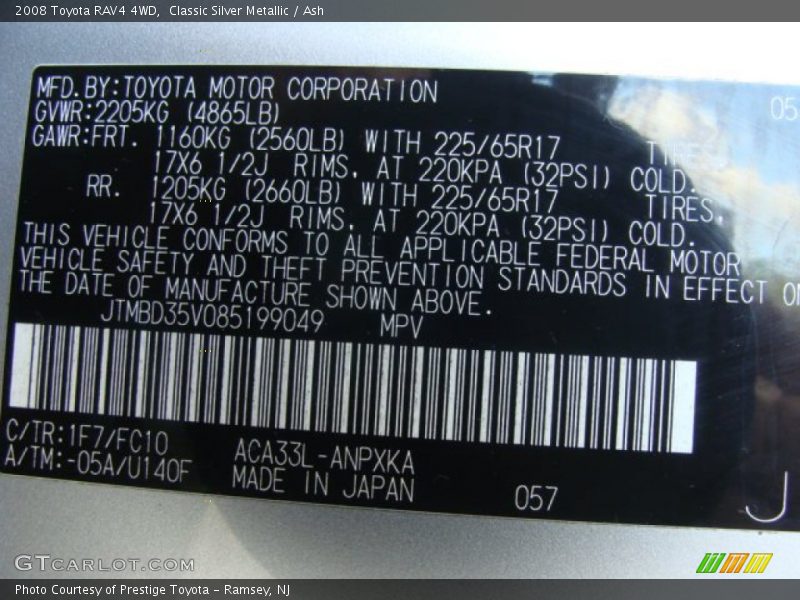 2008 Toyota RAV4 4WD,  Classic Silver Metallic / Ash
MFD.BY:TOYOTA MOTOR CORPORATION
05
GVWR:2205KG (4865LB)
GAWR:FRT. 1160KG (2560LB) WITH 225/65R17 TIRES,
17X6 1/2J RIMS, AT 220KPA (32PSI) COLD.
RR. 1205KG (2660LB) WITH 225/65R17 TIRES,
17X6 1/2J RIMS, AT 220KPA (32PSI) COLD.
THIS VEHICLE CONFORMS TO ALL APPLICABLE FEDERAL MOTOR
VEHICLE SAFETY AND THEFT PREVENTION STANDARDS IN EFFECT ON
THE DATE OF MANUFACTURE SHOWN ABOVE.
JTMBD35V085199049 MPV
C/TR:1F7/FC10 ACA33L-ANPXKA
A/TM:-05A/U140F MADE IN JAPAN 057
J
GTCARLOT.COM
Photo Courtesy of Prestige Toyota - Ramsey, NJ